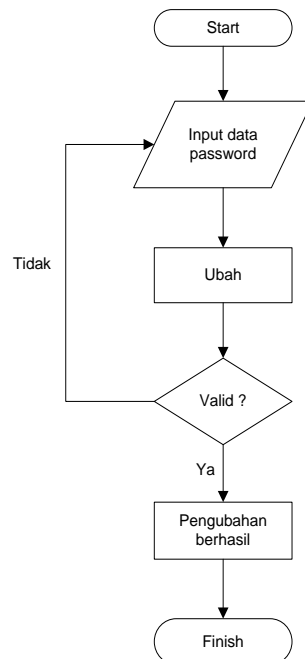 Start
Input data
password
Ubah
Tidak
Valid ?
Ya
Pengubahan
berhasil
Finish